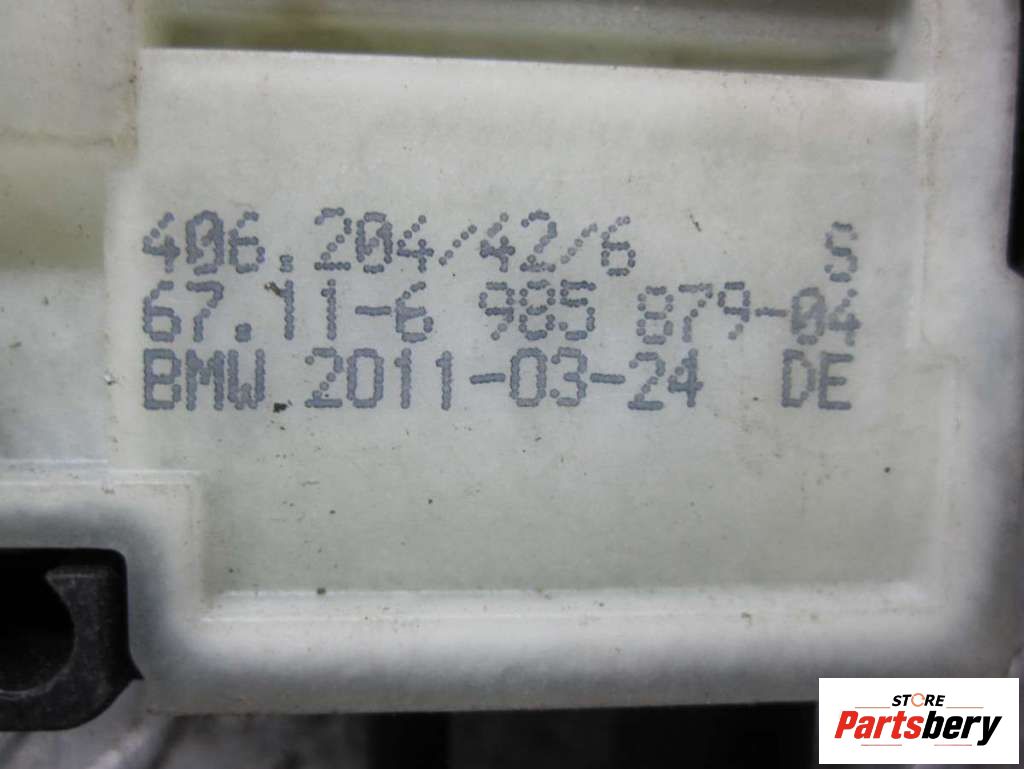 406.204/42/6 S
67.11-6 985 879-04
BMW 2011-03-24 DE
STORE
Partsbery